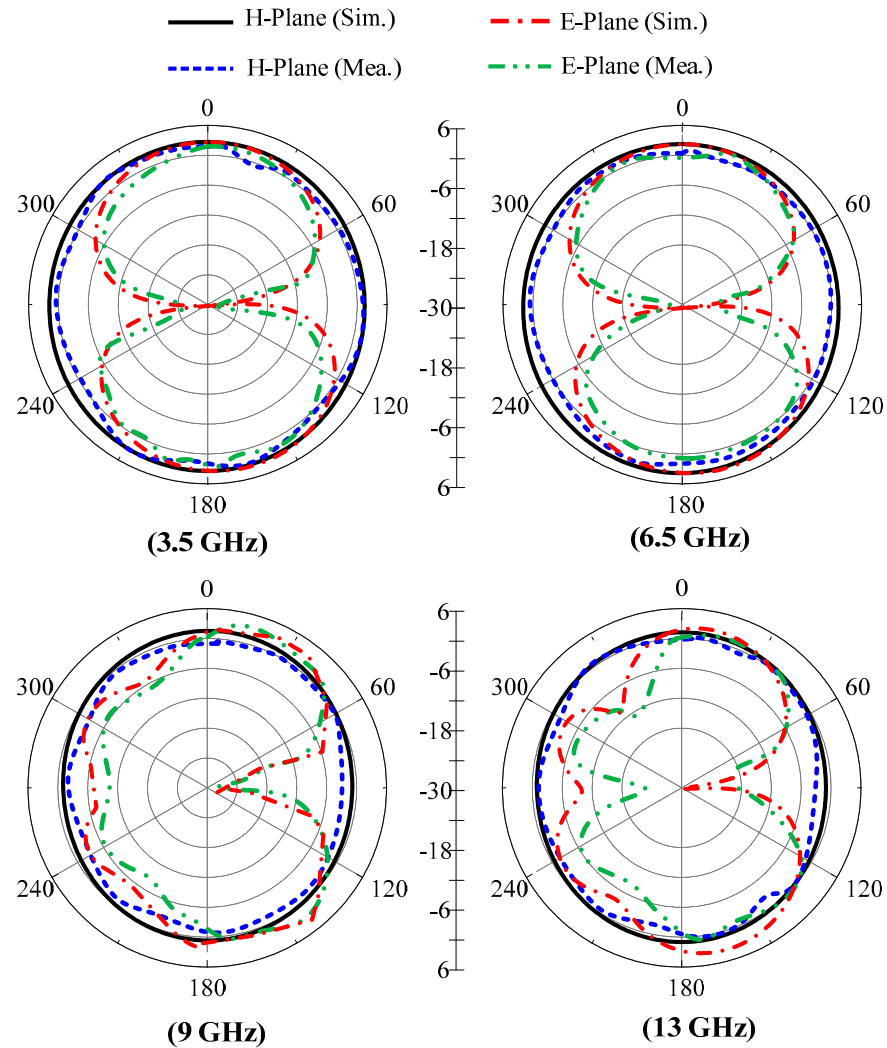 H-Plane (Sim.) E-Plane (Sim.)
H-Plane (Mea.) E-Plane (Mea.)
0 6 0
300 60 -6 300 60
-18
-30
-18
240 120 -6 240 120
180 6 180
(3.5 GHz) (6.5 GHz)
0 6 0
300 60 -6 300 60
-18
-30
-18
240 120 -6 240 120
180 6 180
(9 GHz) (13 GHz)